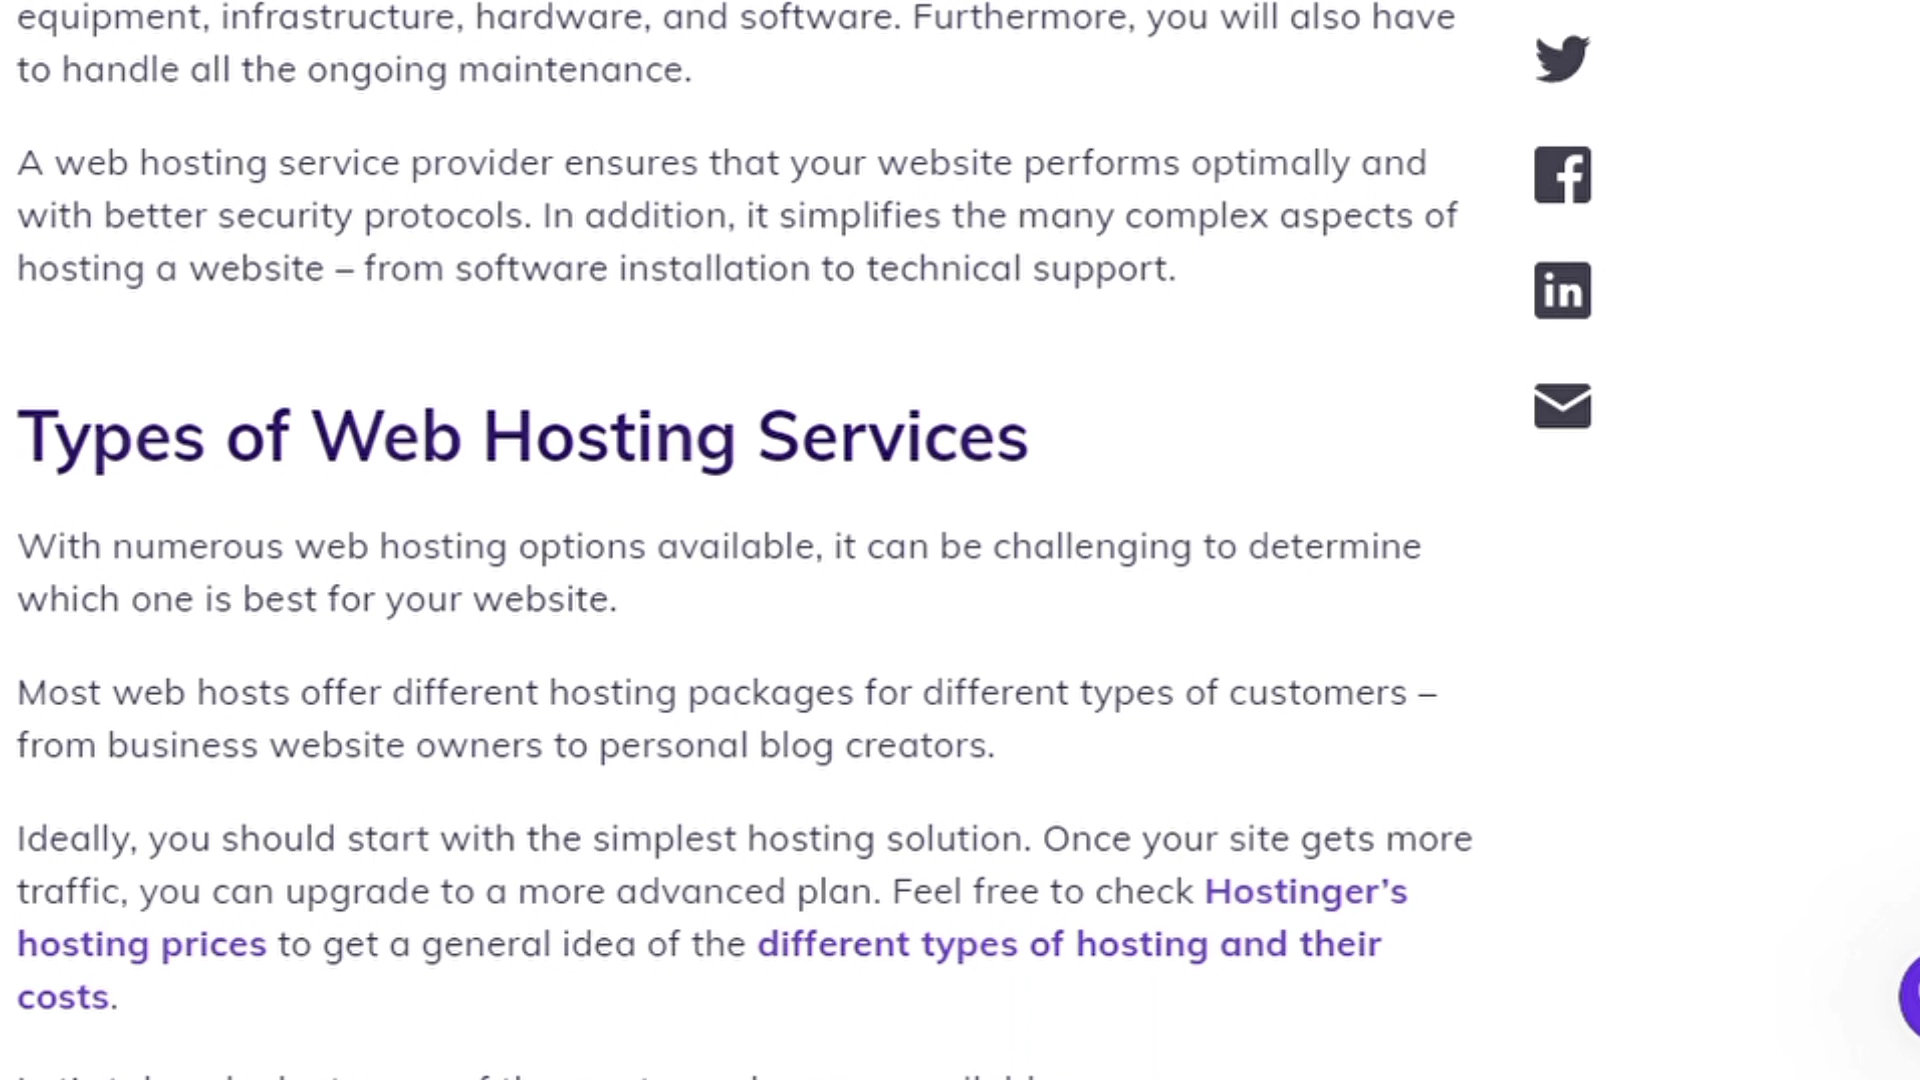 equipment, infrastructure, hardware, and software. Furthermore, you will also have
to handle all the ongoing maintenance.
A web hosting service provider ensures that your website performs optimally and
with better security protocols. In addition, it simplifies the many complex aspects of
hosting a website – from software installation to technical support.
Types of Web Hosting Services
With numerous web hosting options available, it can be challenging to determine
which one is best for your website.
Most web hosts offer different hosting packages for different types of customers –
from business website owners to personal blog creators.
Ideally, you should start with the simplest hosting solution. Once your site gets more
traffic, you can upgrade to a more advanced plan. Feel free to check Hostinger’s
hosting prices to get a general idea of the different types of hosting and their
costs.